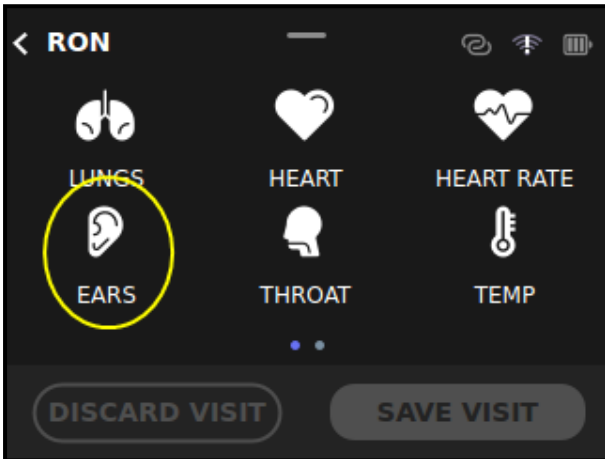 RON
LUNGS HEART HEART RATE
EARS THROAT TEMP
DISCARD VISIT SAVE VISIT